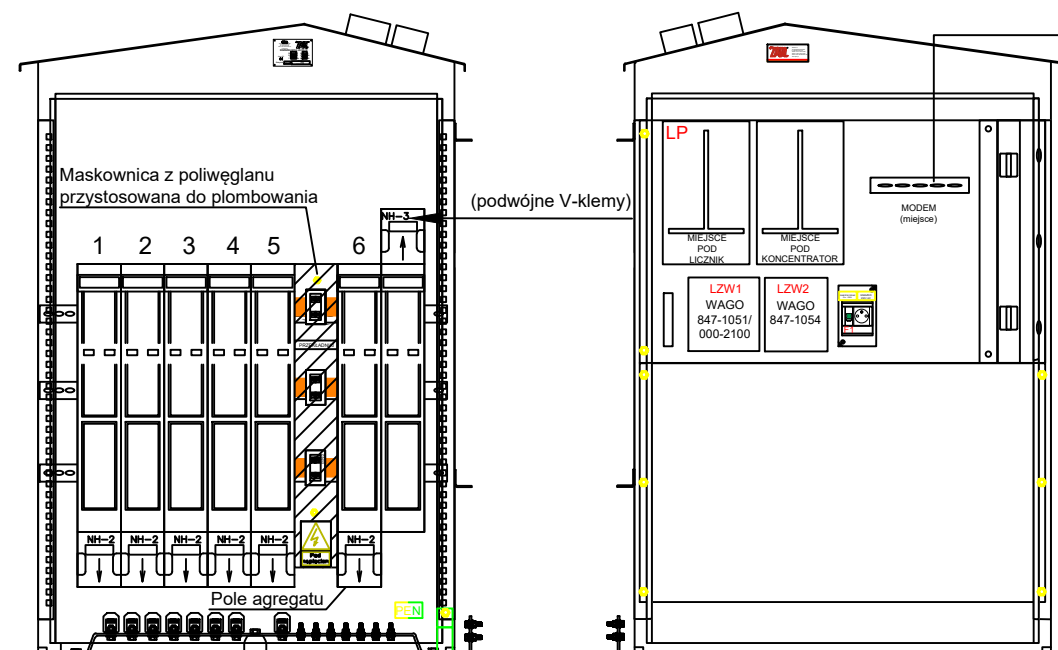 Maskownica z poliwęglanu
przystosowana do plombowania
(podwójne V-klemy)
NH-3
1 2 3 4 5 6
NH-2 NH-2 NH-2 NH-2 NH-2 NH-2
Pod
napięciem
Pole agregatu
PEN
LP
MIEJSCE
POD
LICZNIK
MIEJSCE
POD
KONCENTRATOR
MODEM
(miejsce)
LZW1
WAGO
847-1051/
000-2100
LZW2
WAGO
847-1054
F1